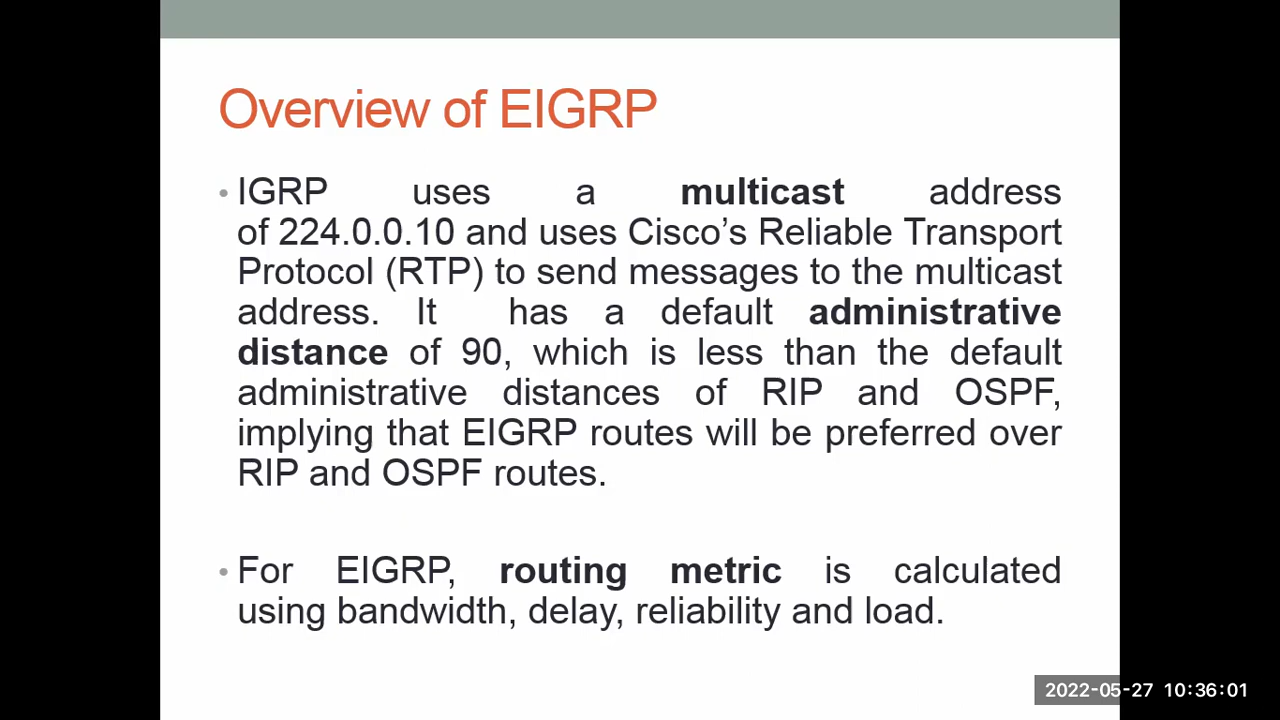 Overview of EIGRP
• IGRP uses a multicast address
of 224.0.0.10 and uses Cisco’s Reliable Transport
Protocol (RTP) to send messages to the multicast
address. It has a default administrative
distance of 90, which is less than the default
administrative distances of RIP and OSPF,
implying that EIGRP routes will be preferred over
RIP and OSPF routes.
• For EIGRP, routing metric is calculated
using bandwidth, delay, reliability and load.
2022-05-27 10:36:01